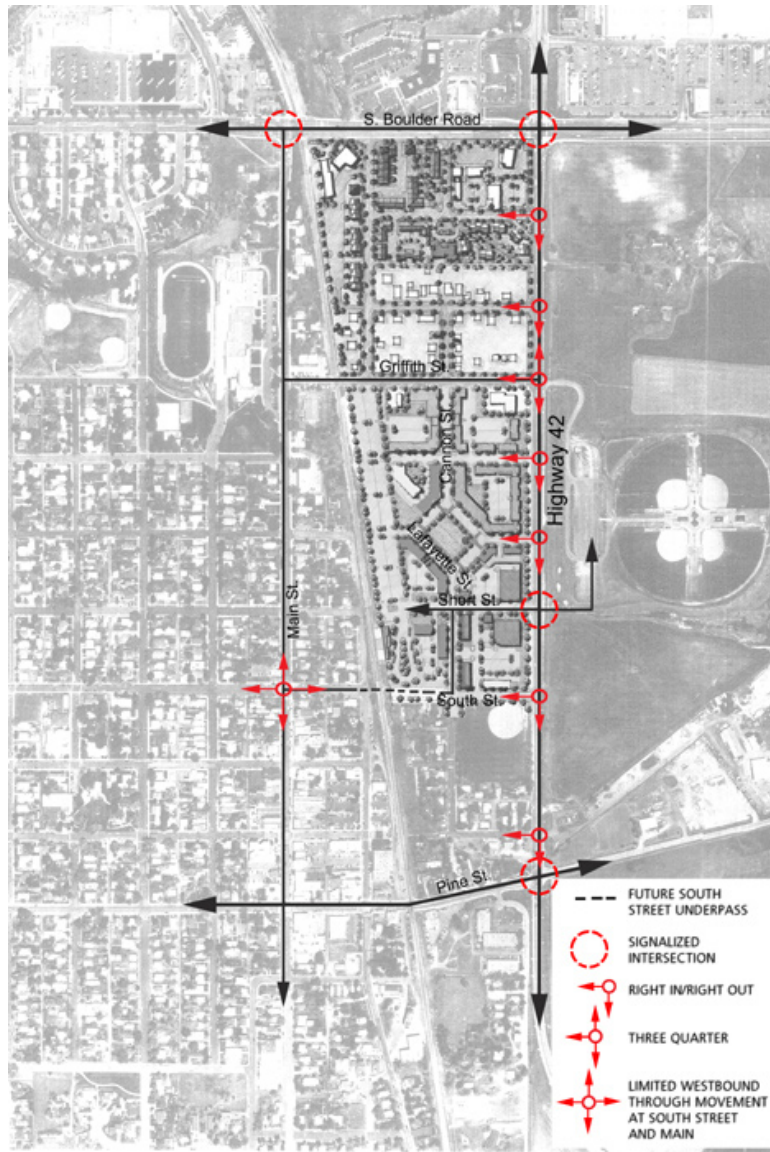 S. Boulder Road
Griffith St.
Cannon St.
Highway 42
Lafayette St.
Short St.
Main St.
South St.
Pine St.
FUTURE SOUTH
STREET UNDERPASS
SIGNALIZED
INTERSECTION
RIGHT IN/RIGHT OUT
THREE QUARTER
LIMITED WESTBOUND
THROUGH MOVEMENT
AT SOUTH STREET
AND MAIN